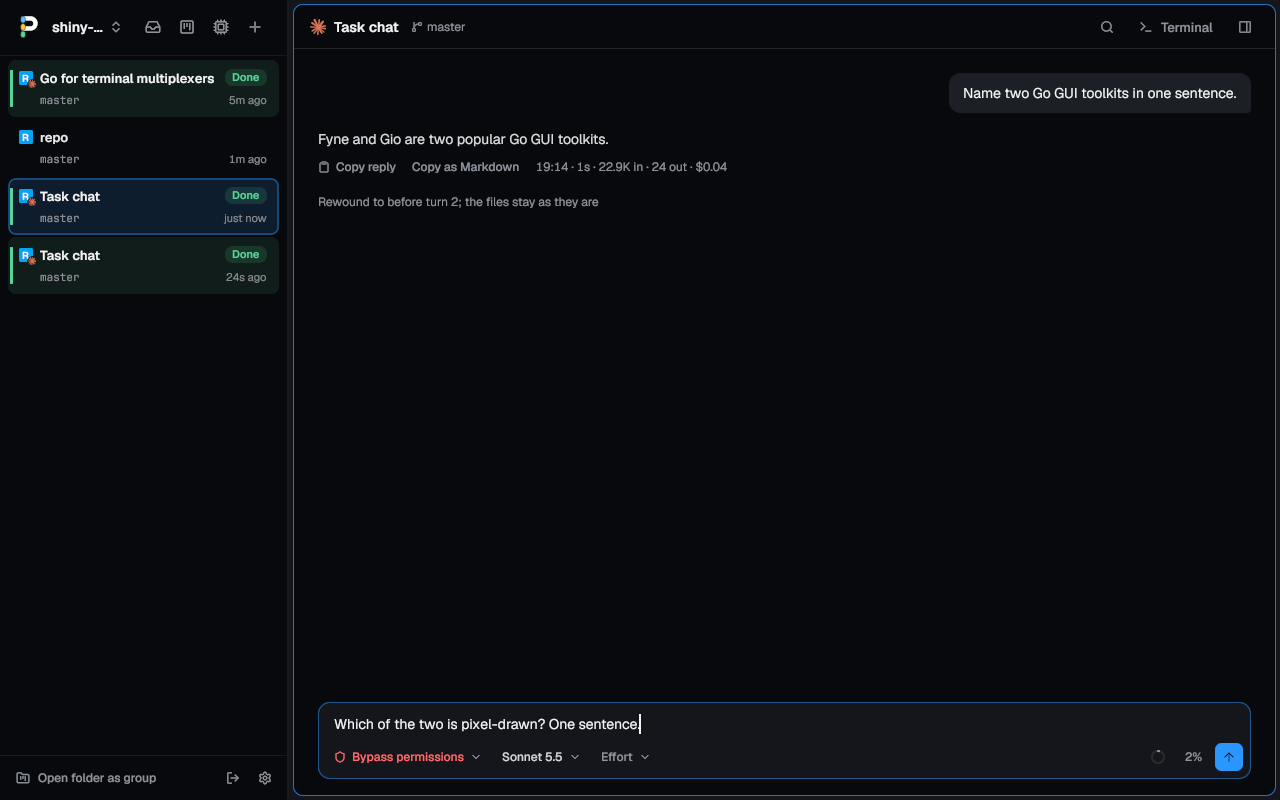 shiny-...
Go for terminal multiplexers
Done
master
5m ago
R repo
master
1m ago
Task chat
Done
master
just now
Task chat
Done
master
24s ago
Open folder as group
Task chat
master
Terminal
Name two Go GUI toolkits in one sentence.
Fyne and Gio are two popular Go GUI toolkits.
Copy reply Copy as Markdown 19:14 · 1s · 22.9K in · 24 out · $0.04
Rewound to before turn 2; the files stay as they are
Which of the two is pixel-drawn? One sentence.
Bypass permissions Sonnet 5.5 Effort 2%